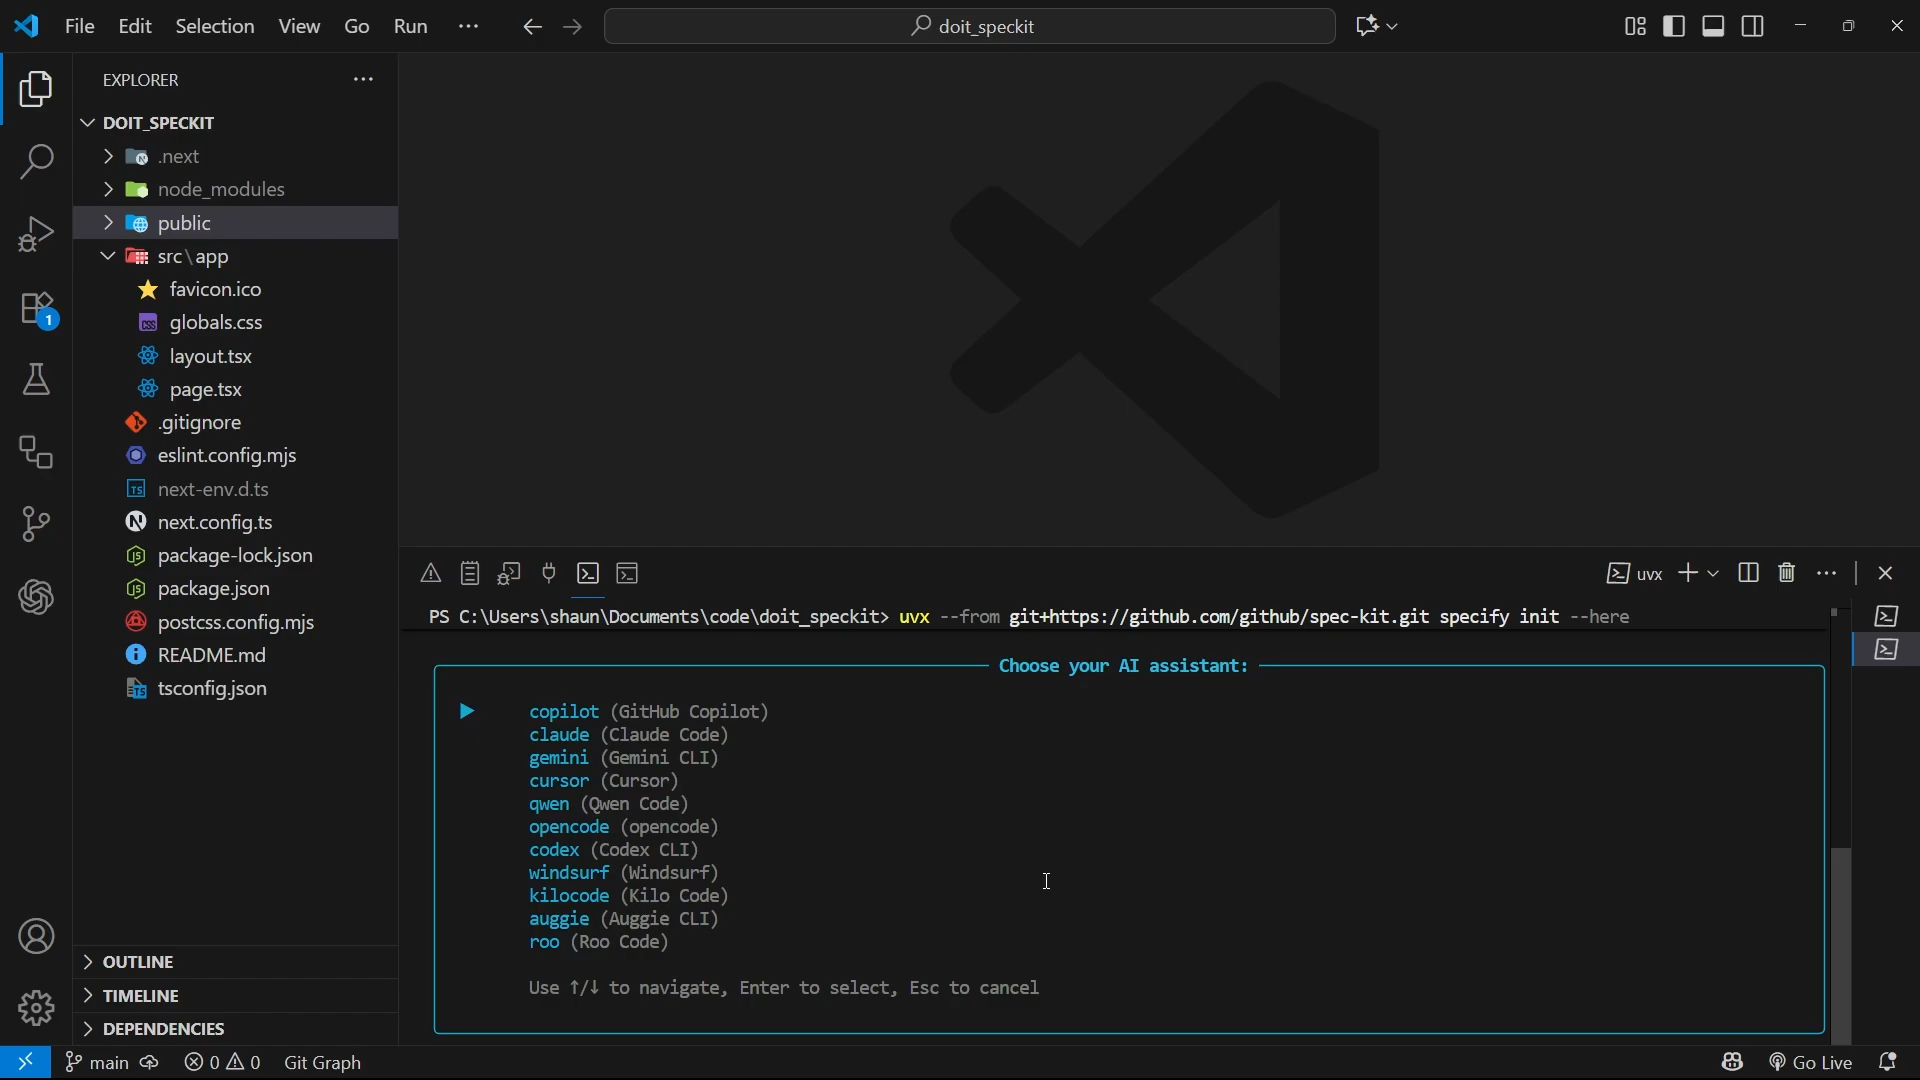 File Edit Selection View Go Run ··· doit_speckit
EXPLORER ···
DOIT_SPECKIT
.next
node_modules
public
src\app
favicon.ico
globals.css
layout.tsx
page.tsx
.gitignore
eslint.config.mjs
next-env.d.ts
next.config.ts
package-lock.json
package.json
postcss.config.mjs
README.md
tsconfig.json
OUTLINE
TIMELINE
DEPENDENCIES
1
uvx
PS C:\Users\shaun\Documents\code\doit_speckit> uvx --from git+https://github.com/github/spec-kit.git specify init --here
Choose your AI assistant:
copilot (GitHub Copilot)
claude (Claude Code)
gemini (Gemini CLI)
cursor (Cursor)
qwen (Qwen Code)
opencode (opencode)
codex (Codex CLI)
windsurf (Windsurf)
kilocode (Kilo Code)
auggie (Auggie CLI)
roo (Roo Code)
Use ↑/↓ to navigate, Enter to select, Esc to cancel
main 0 0 Git Graph Go Live